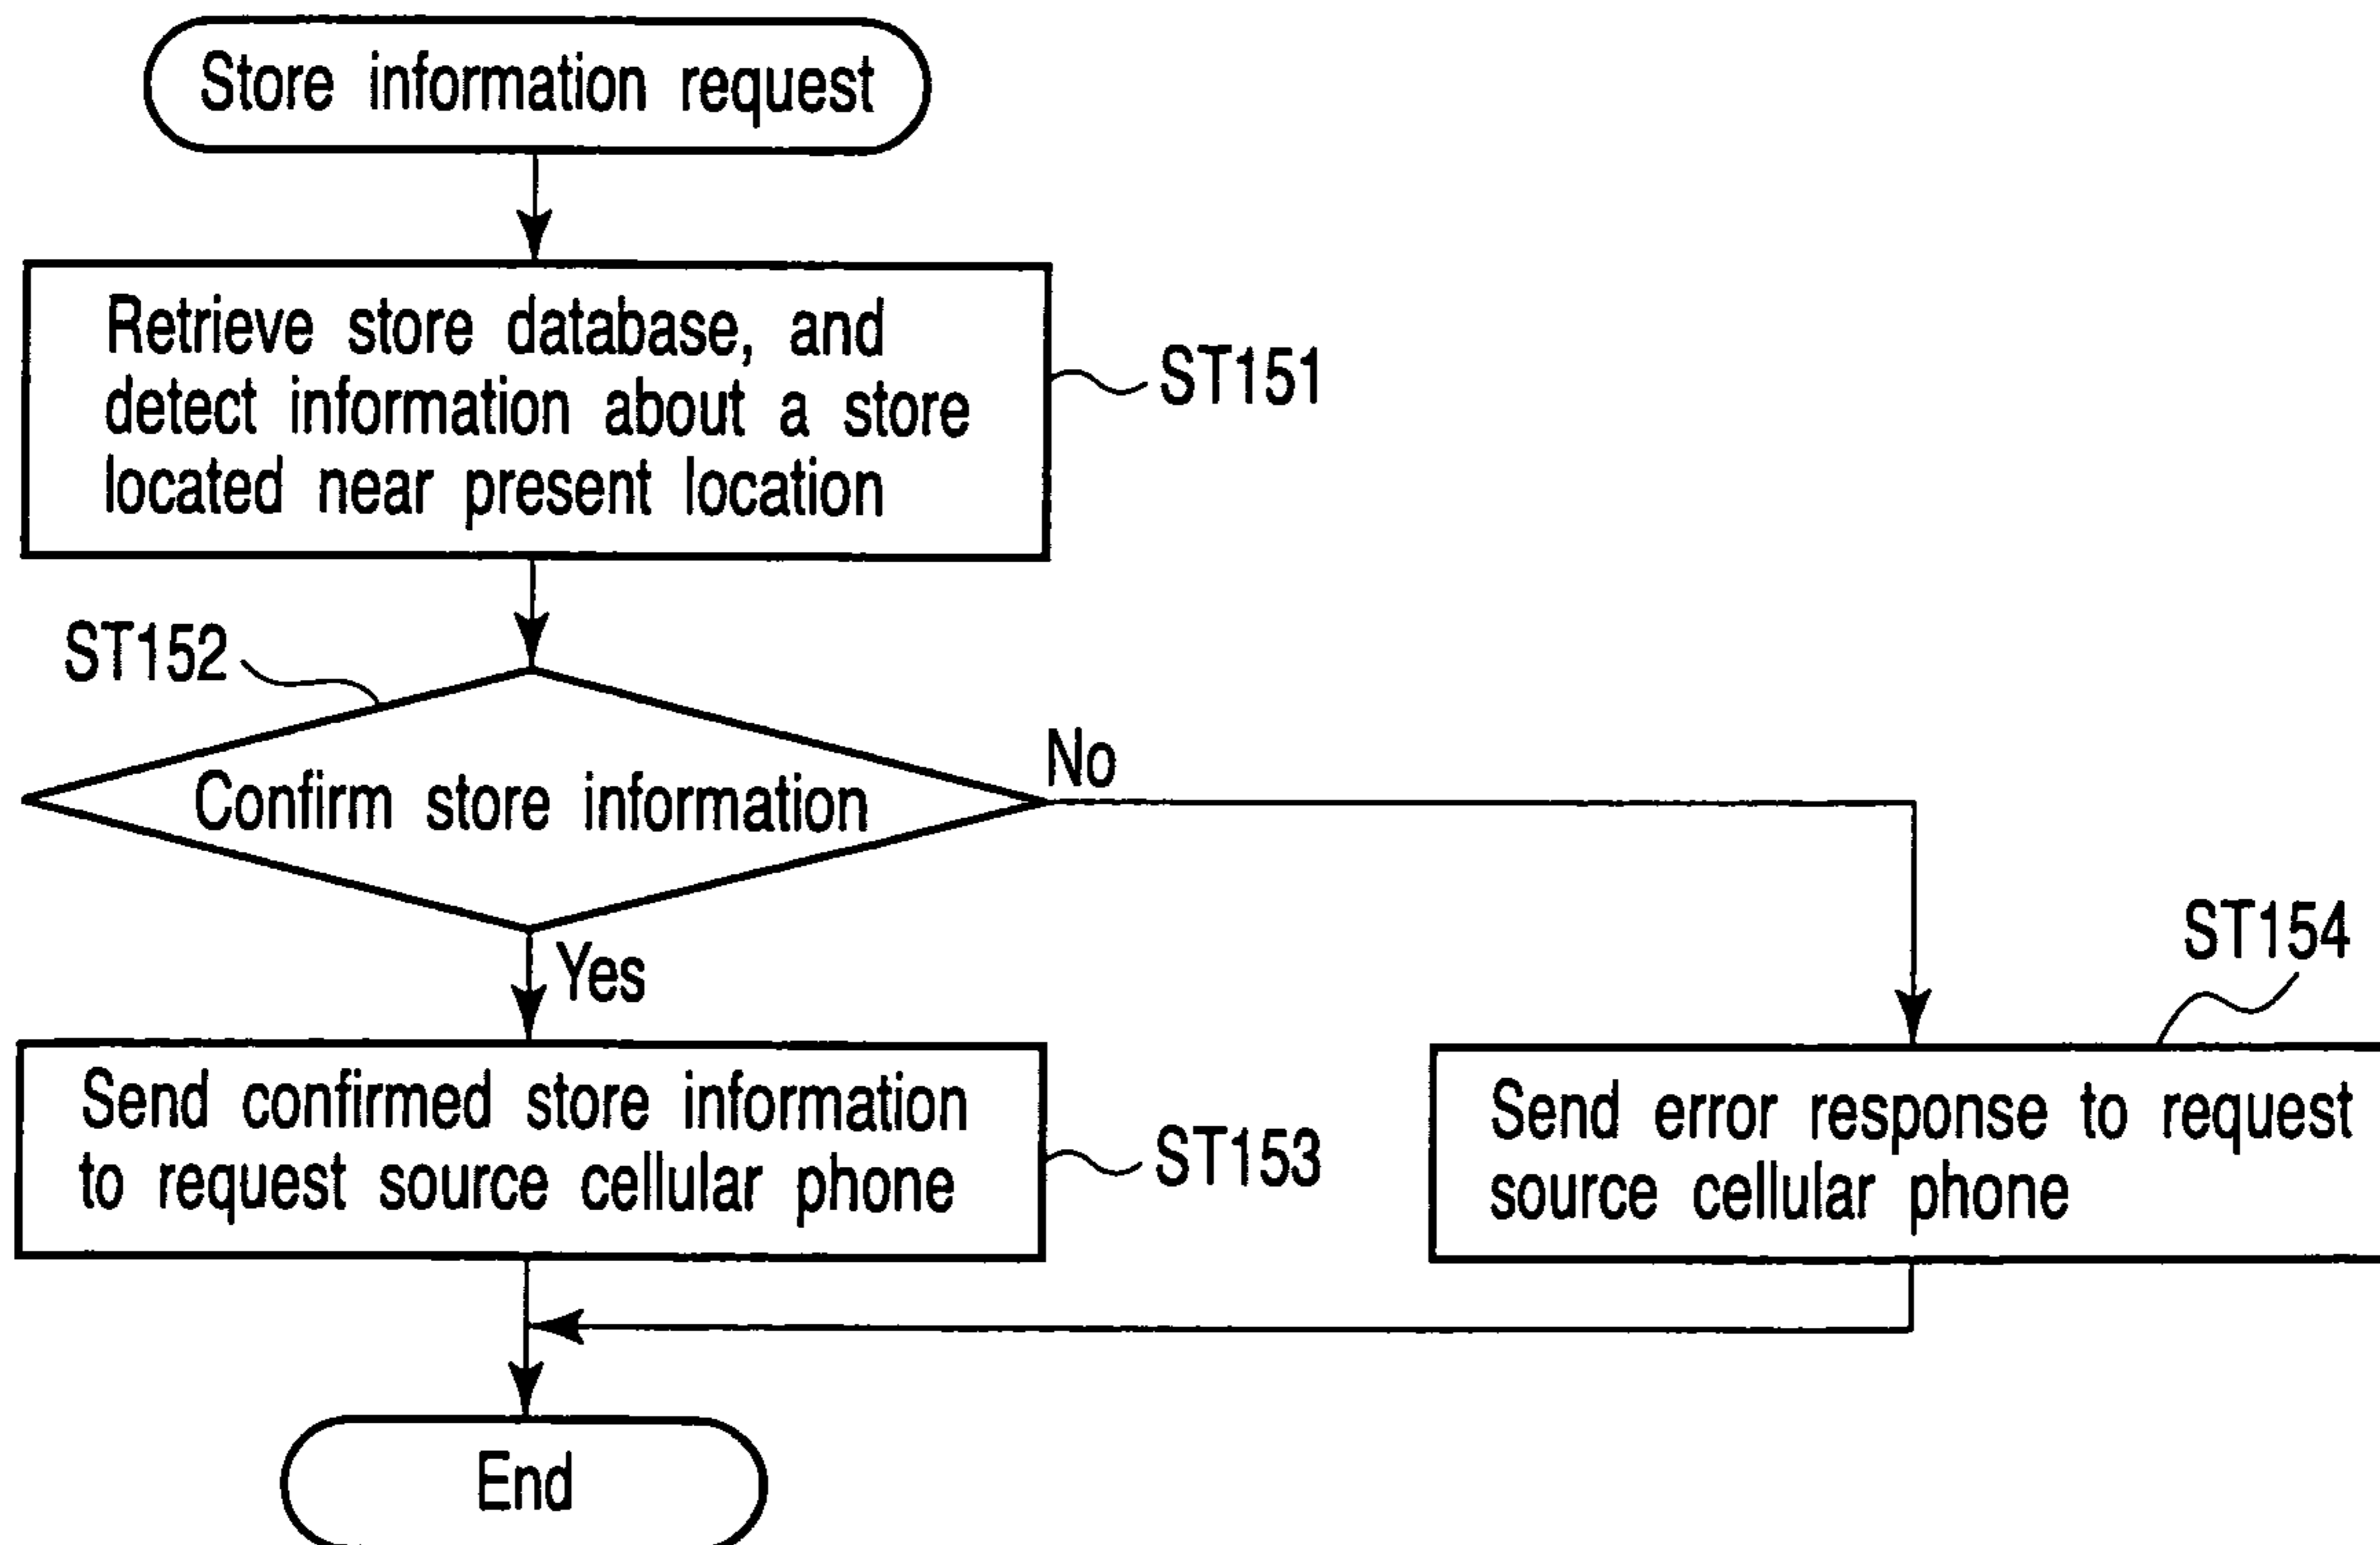 Store information request
Retrieve store database, and
detect information about a store
located near present location
ST151
ST152
Confirm store information
No
Yes
Send confirmed store information
to request source cellular phone
ST153
ST154
Send error response to request
source cellular phone
End